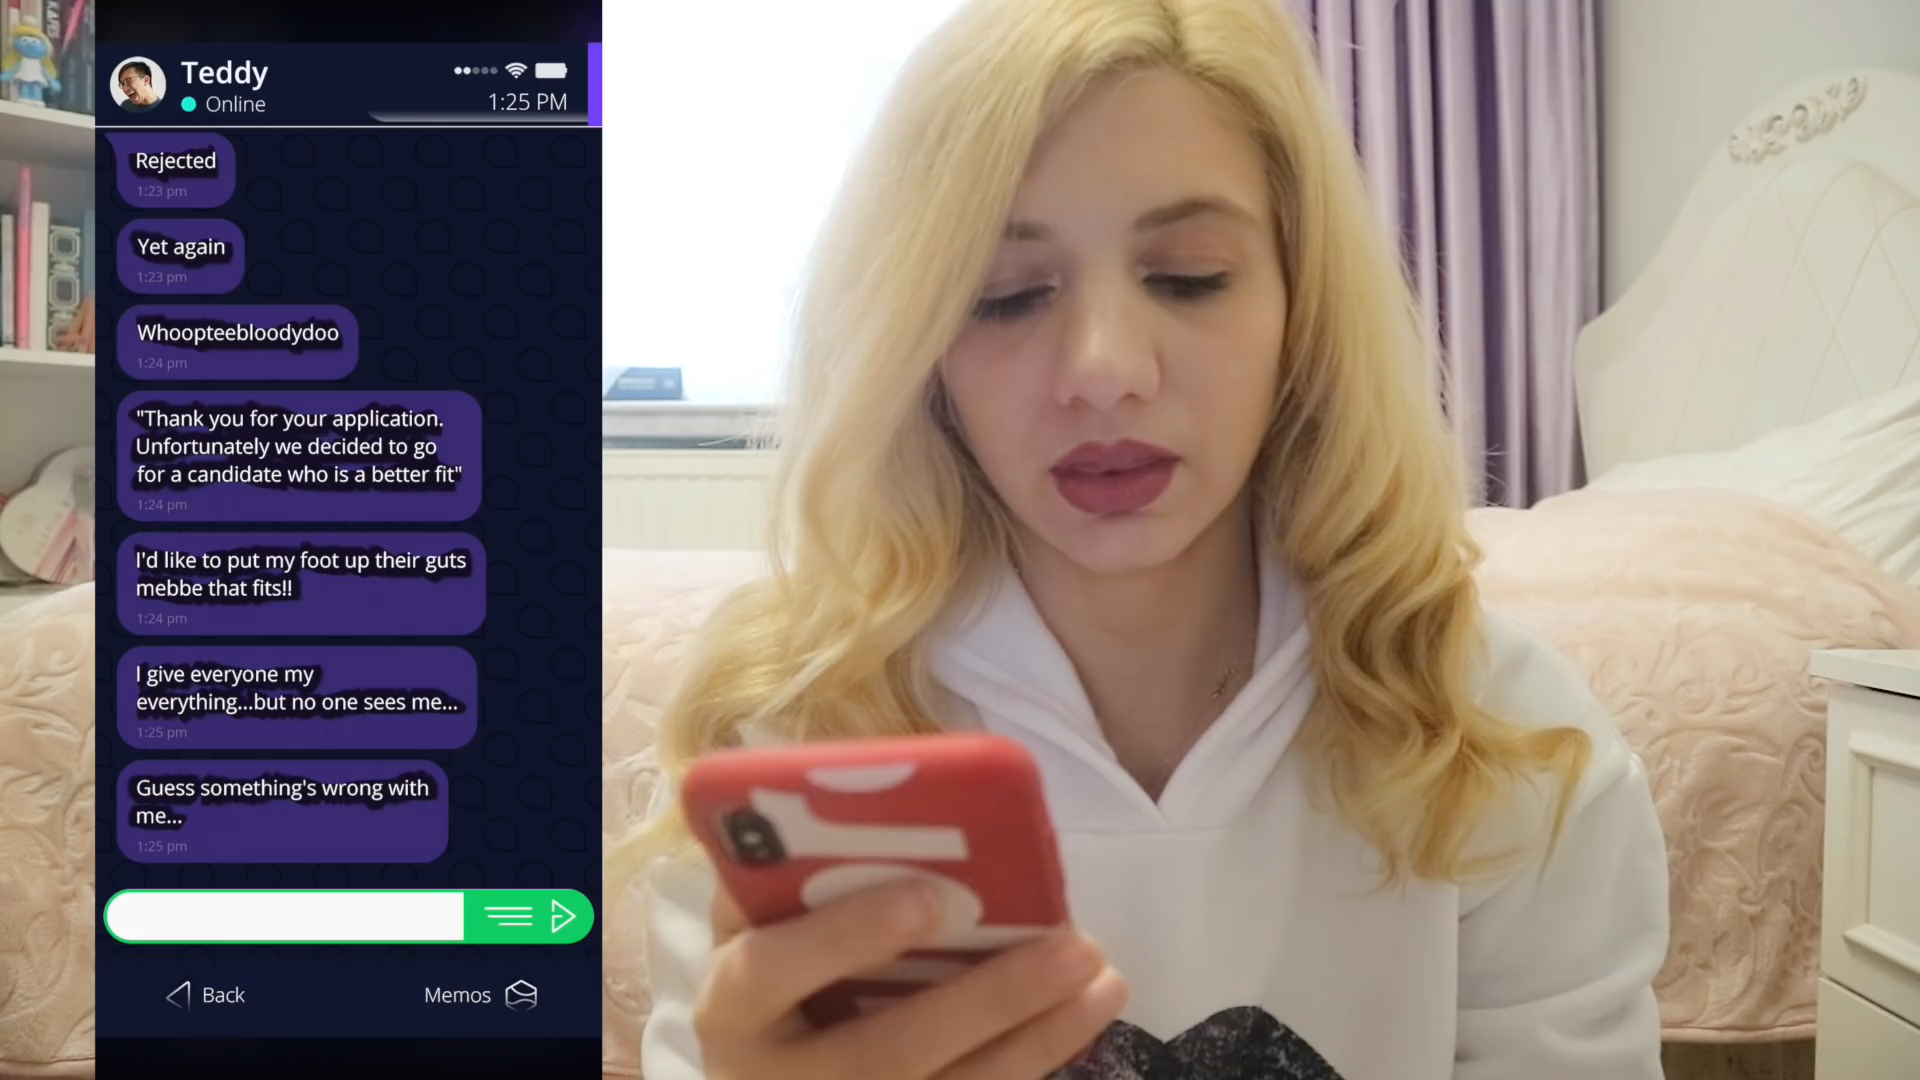 Teddy
Online
1:25 PM
Rejected
1:23 pm
Yet again
1:23 pm
Whoopteebloodydoo
1:24 pm
"Thank you for your application.
Unfortunately we decided to go
for a candidate who is a better fit"
1:24 pm
I'd like to put my foot up their guts
mebbe that fits!!
1:24 pm
I give everyone my
everything...but no one sees me...
1:25 pm
Guess something's wrong with
me...
1:25 pm
Back
Memos